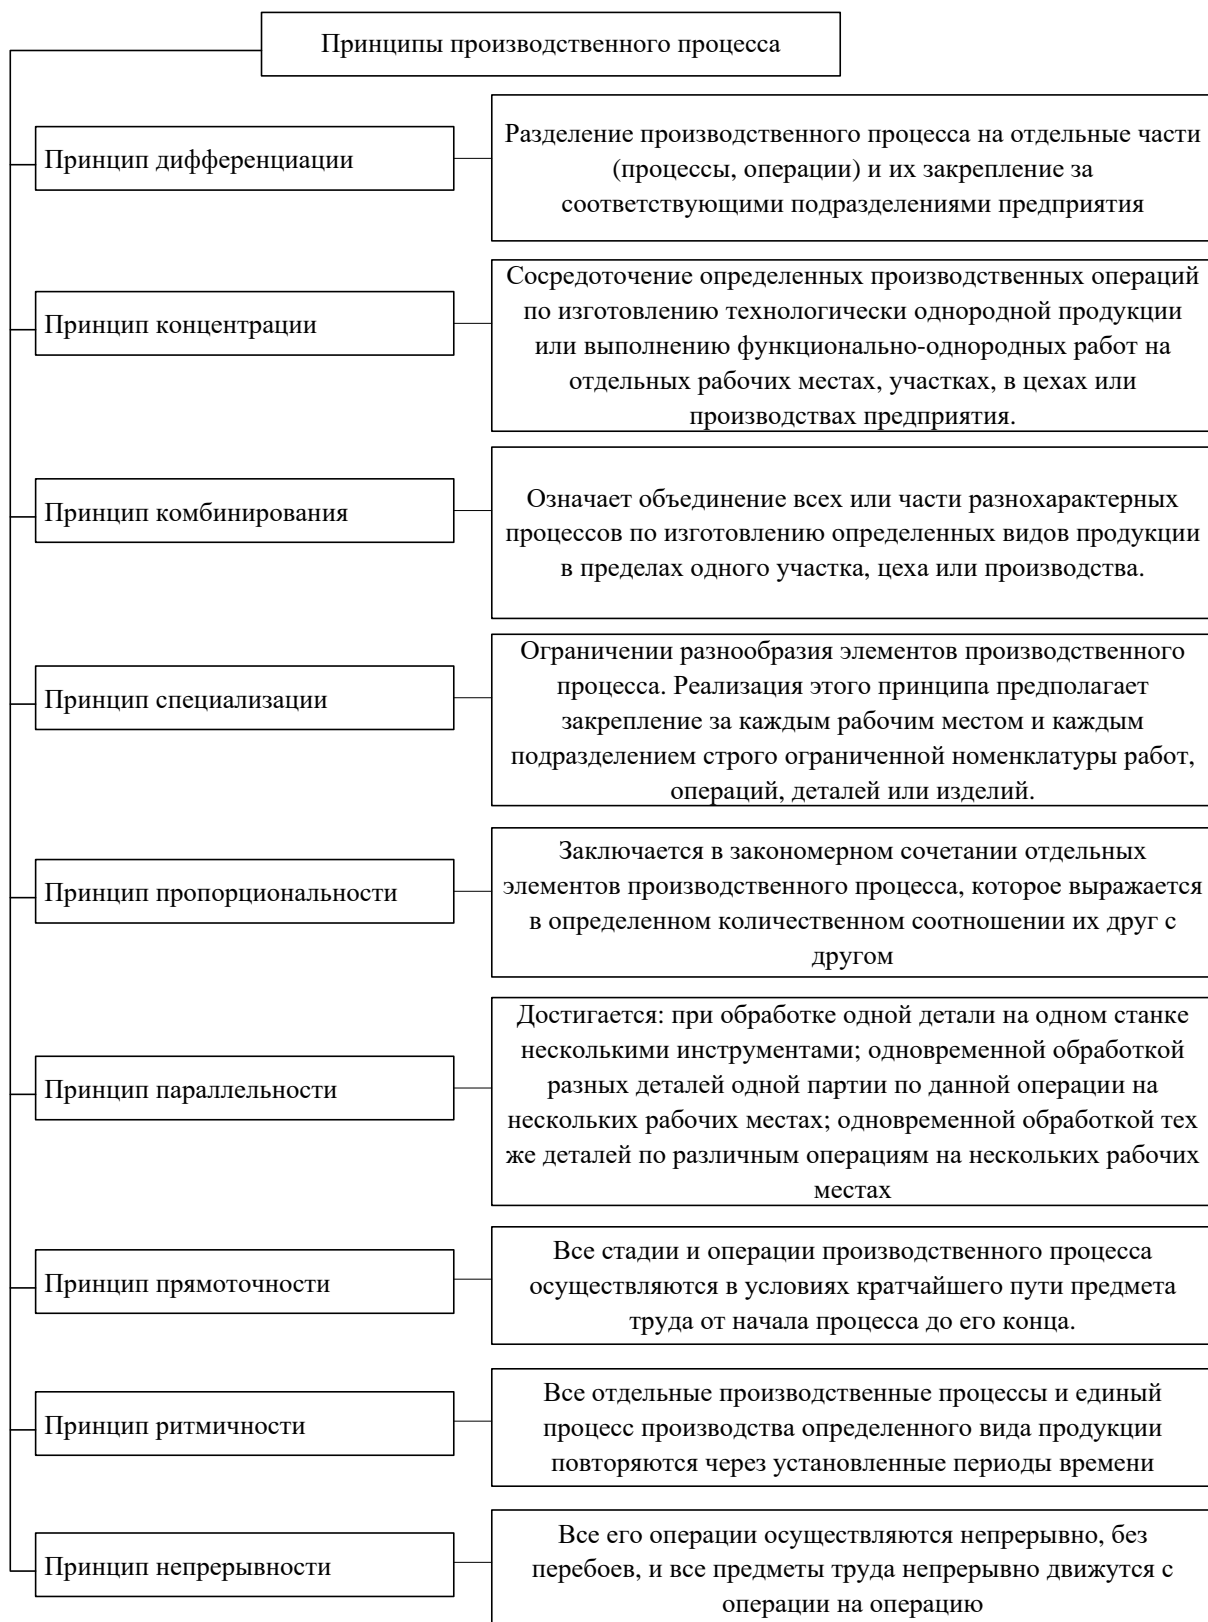 Принципы производственного процесса
Принцип дифференциации
Разделение производственного процесса на отдельные части
(процессы, операции) и их закрепление за
соответствующими подразделениями предприятия
Принцип концентрации
Сосредоточение определенных производственных операций
по изготовлению технологически однородной продукции
или выполнению функционально-однородных работ на
отдельных рабочих местах, участках, в цехах или
производствах предприятия.
Принцип комбинирования
Означает объединение всех или части разнохарактерных
процессов по изготовлению определенных видов продукции
в пределах одного участка, цеха или производства.
Принцип специализации
Ограничении разнообразия элементов производственного
процесса. Реализация этого принципа предполагает
закрепление за каждым рабочим местом и каждым
подразделением строго ограниченной номенклатуры работ,
операций, деталей или изделий.
Принцип пропорциональности
Заключается в закономерном сочетании отдельных
элементов производственного процесса, которое выражается
в определенном количественном соотношении их друг с
другом
Принцип параллельности
Достигается: при обработке одной детали на одном станке
несколькими инструментами; одновременной обработкой
разных деталей одной партии по данной операции на
нескольких рабочих местах; одновременной обработкой тех
же деталей по различным операциям на нескольких рабочих
местах
Принцип прямоточности
Все стадии и операции производственного процесса
осуществляются в условиях кратчайшего пути предмета
труда от начала процесса до его конца.
Принцип ритмичности
Все отдельные производственные процессы и единый
процесс производства определенного вида продукции
повторяются через установленные периоды времени
Принцип непрерывности
Все его операции осуществляются непрерывно, без
перебоев, и все предметы труда непрерывно движутся с
операции на операцию